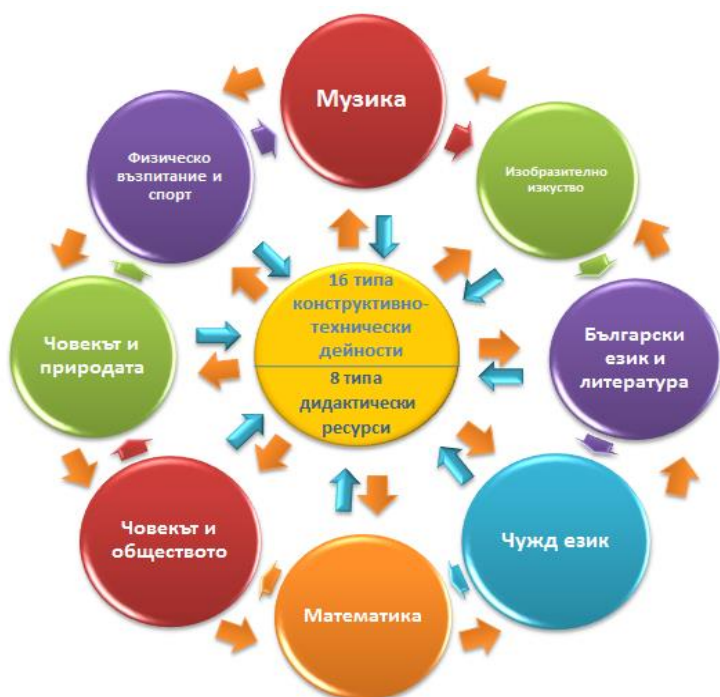 Музика
Изобразително
изкуство
Български
език и
литература
Чужд език
Математика
Човекът и
обществото
Човекът и
природата
Физическо
възпитание и
спорт
16 типа
конструктивно-
технически
дейности
8 типа
дидактически
ресурси